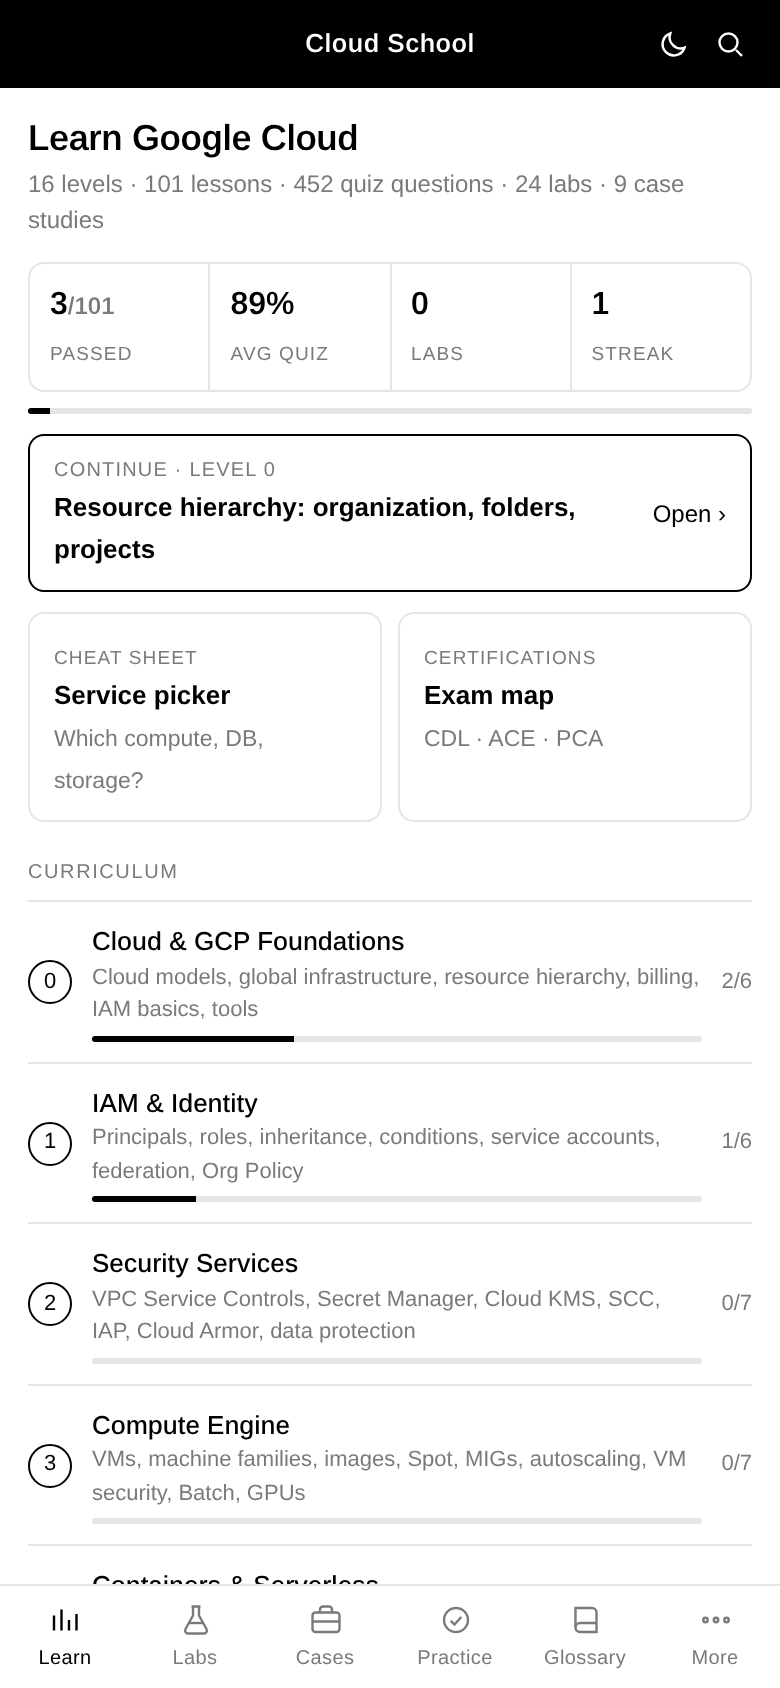 Cloud School
Learn Google Cloud
16 levels · 101 lessons · 452 quiz questions · 24 labs · 9 case
studies
3/101
PASSED
89%
AVG QUIZ
0
LABS
1
STREAK
CONTINUE · LEVEL 0
Resource hierarchy: organization, folders,
projects
Open ›
CHEAT SHEET
Service picker
Which compute, DB,
storage?
CERTIFICATIONS
Exam map
CDL · ACE · PCA
CURRICULUM
0
Cloud & GCP Foundations
Cloud models, global infrastructure, resource hierarchy, billing,
IAM basics, tools
2/6
1
IAM & Identity
Principals, roles, inheritance, conditions, service accounts,
federation, Org Policy
1/6
2
Security Services
VPC Service Controls, Secret Manager, Cloud KMS, SCC,
IAP, Cloud Armor, data protection
0/7
3
Compute Engine
VMs, machine families, images, Spot, MIGs, autoscaling, VM
security, Batch, GPUs
0/7
Containers & Serverless
Learn
Labs
Cases
Practice
Glossary
More